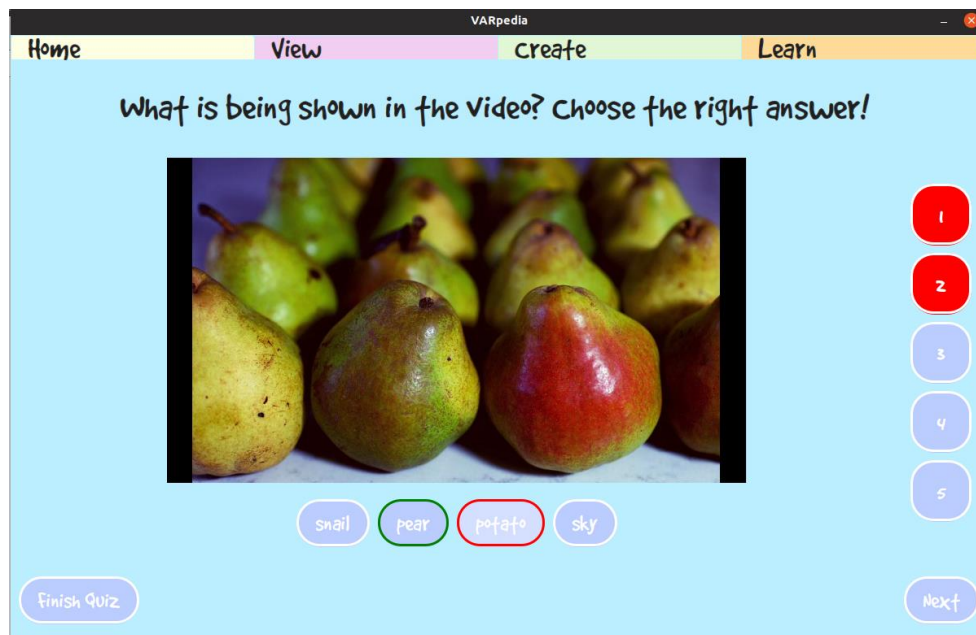 VARpedia
Home View Create Learn
What is being shown in the Video? Choose the right answer!
1
2
3
4
5
snail pear potato sky
Finish Quiz Next